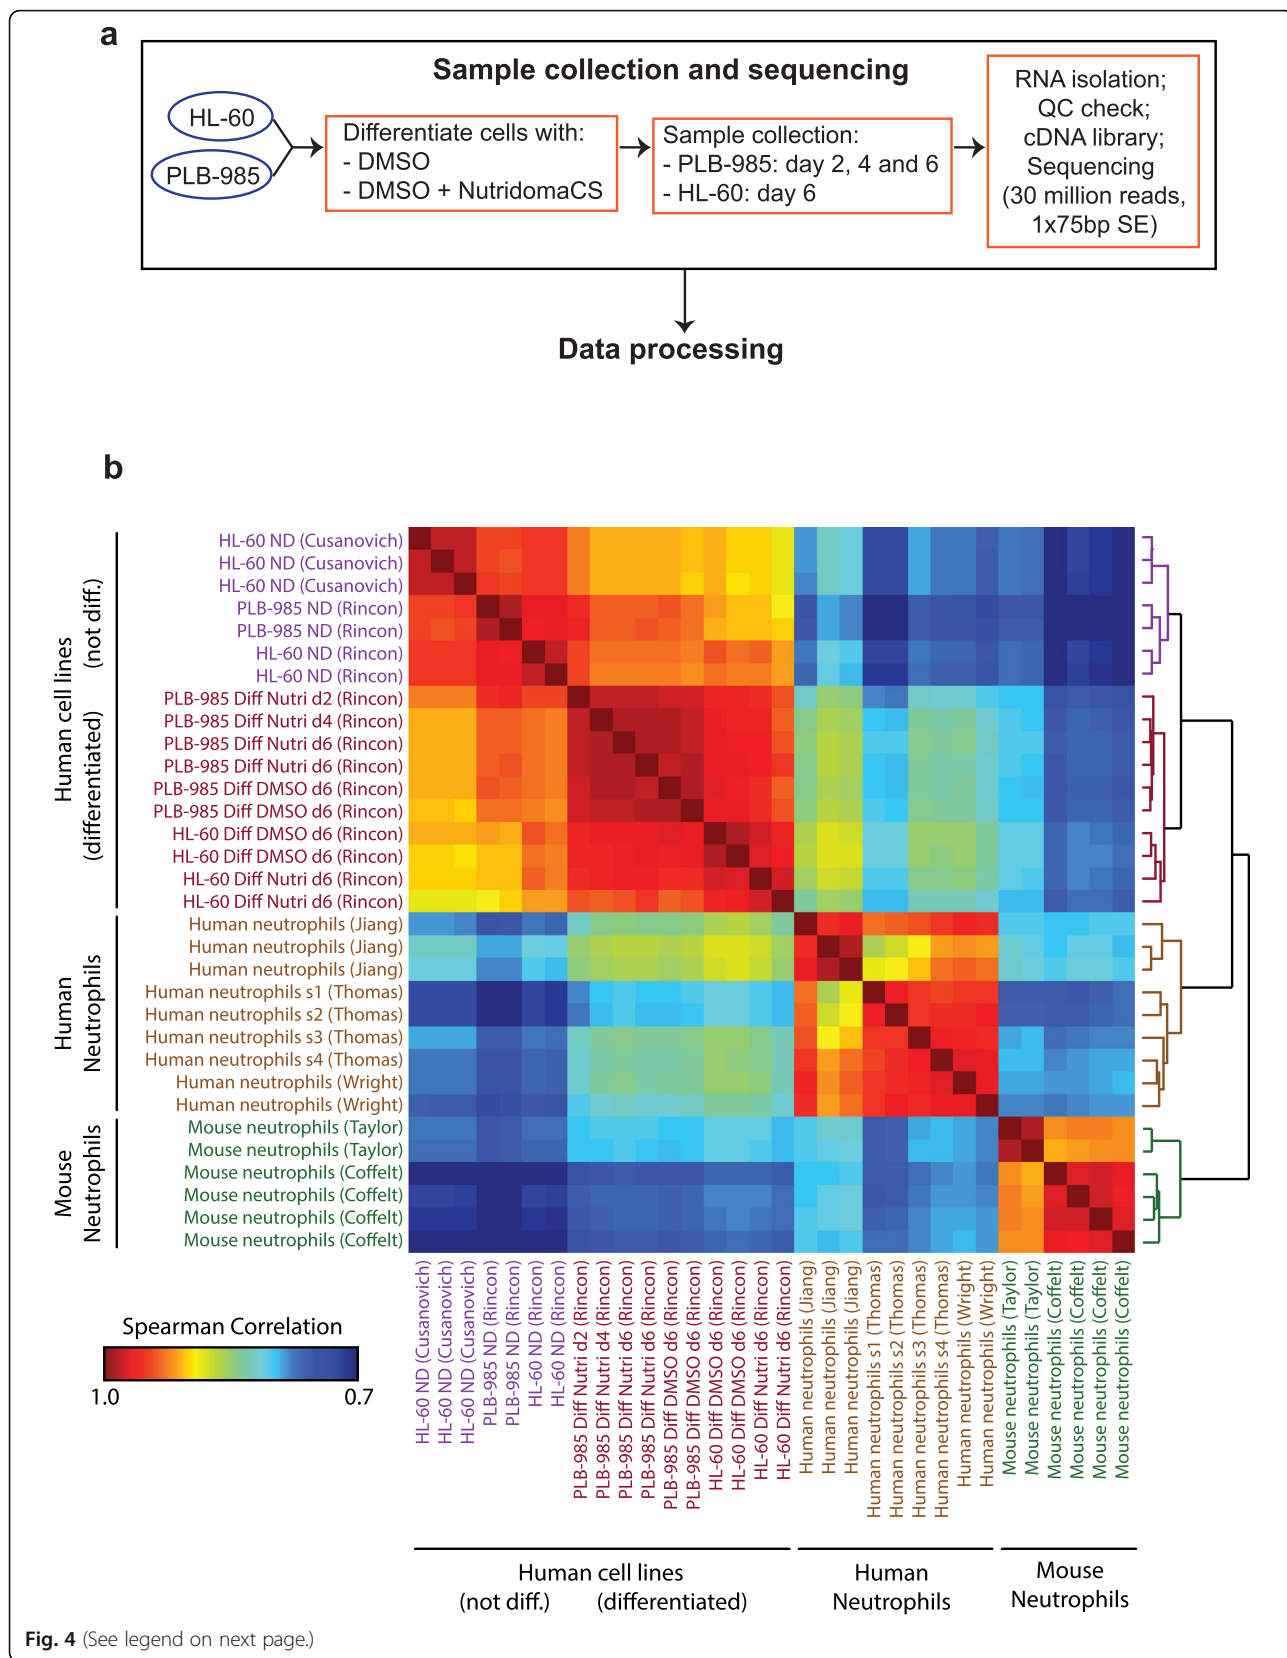 a
Sample collection and sequencing
HL-60
PLB-985
Differentiate cells with:
- DMSO
- DMSO + NutridomaCS
Sample collection:
- PLB-985: day 2, 4 and 6
- HL-60: day 6
RNA isolation;
QC check;
cDNA library;
Sequencing
(30 million reads,
1x75bp SE)
Data processing
b
Human cell lines
(not diff.)
(differentiated)
Human
Neutrophils
Mouse
Neutrophils
HL-60 ND (Cusanovich)
HL-60 ND (Cusanovich)
HL-60 ND (Cusanovich)
PLB-985 ND (Rincon)
PLB-985 ND (Rincon)
HL-60 ND (Rincon)
HL-60 ND (Rincon)
PLB-985 Diff Nutri d2 (Rincon)
PLB-985 Diff Nutri d4 (Rincon)
PLB-985 Diff Nutri d6 (Rincon)
PLB-985 Diff Nutri d6 (Rincon)
PLB-985 Diff DMSO d6 (Rincon)
PLB-985 Diff DMSO d6 (Rincon)
HL-60 Diff DMSO d6 (Rincon)
HL-60 Diff DMSO d6 (Rincon)
HL-60 Diff Nutri d6 (Rincon)
HL-60 Diff Nutri d6 (Rincon)
Human neutrophils (Jiang)
Human neutrophils (Jiang)
Human neutrophils (Jiang)
Human neutrophils s1 (Thomas)
Human neutrophils s2 (Thomas)
Human neutrophils s3 (Thomas)
Human neutrophils s4 (Thomas)
Human neutrophils (Wright)
Human neutrophils (Wright)
Mouse neutrophils (Taylor)
Mouse neutrophils (Taylor)
Mouse neutrophils (Coffelt)
Mouse neutrophils (Coffelt)
Mouse neutrophils (Coffelt)
Mouse neutrophils (Coffelt)
Spearman Correlation
1.0
0.7
HL-60 ND (Cusanovich)
HL-60 ND (Cusanovich)
HL-60 ND (Cusanovich)
PLB-985 ND (Rincon)
PLB-985 ND (Rincon)
HL-60 ND (Rincon)
HL-60 ND (Rincon)
PLB-985 Diff Nutri d2 (Rincon)
PLB-985 Diff Nutri d4 (Rincon)
PLB-985 Diff Nutri d6 (Rincon)
PLB-985 Diff Nutri d6 (Rincon)
PLB-985 Diff DMSO d6 (Rincon)
PLB-985 Diff DMSO d6 (Rincon)
HL-60 Diff DMSO d6 (Rincon)
HL-60 Diff DMSO d6 (Rincon)
HL-60 Diff Nutri d6 (Rincon)
HL-60 Diff Nutri d6 (Rincon)
Human neutrophils (Jiang)
Human neutrophils (Jiang)
Human neutrophils (Jiang)
Human neutrophils s1 (Thomas)
Human neutrophils s2 (Thomas)
Human neutrophils s3 (Thomas)
Human neutrophils s4 (Thomas)
Human neutrophils (Wright)
Human neutrophils (Wright)
Mouse neutrophils (Taylor)
Mouse neutrophils (Taylor)
Mouse neutrophils (Coffelt)
Mouse neutrophils (Coffelt)
Mouse neutrophils (Coffelt)
Mouse neutrophils (Coffelt)
Human cell lines
(not diff.) (differentiated)
Human
Neutrophils
Mouse
Neutrophils
Fig. 4 (See legend on next page.)